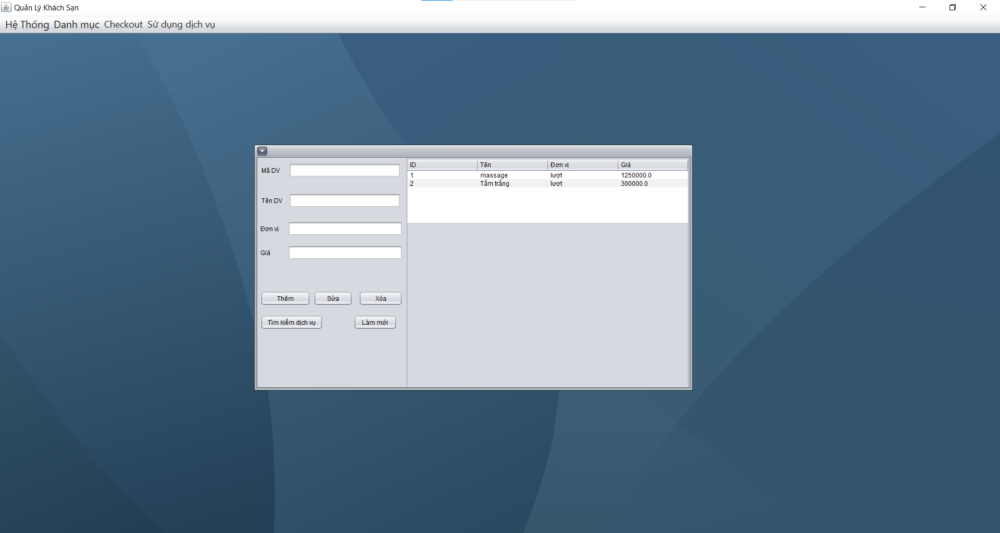 Quản Lý Khách Sạn
Hệ Thống Danh mục Checkout Sử dụng dịch vụ
Mã DV
Tên DV
Đơn vị
Giá
Thêm Sửa Xóa
Tìm kiếm dịch vụ Làm mới
ID Tên Đơn vị Giá
1 massage lượt 1250000.0
2 Tắm trắng lượt 300000.0